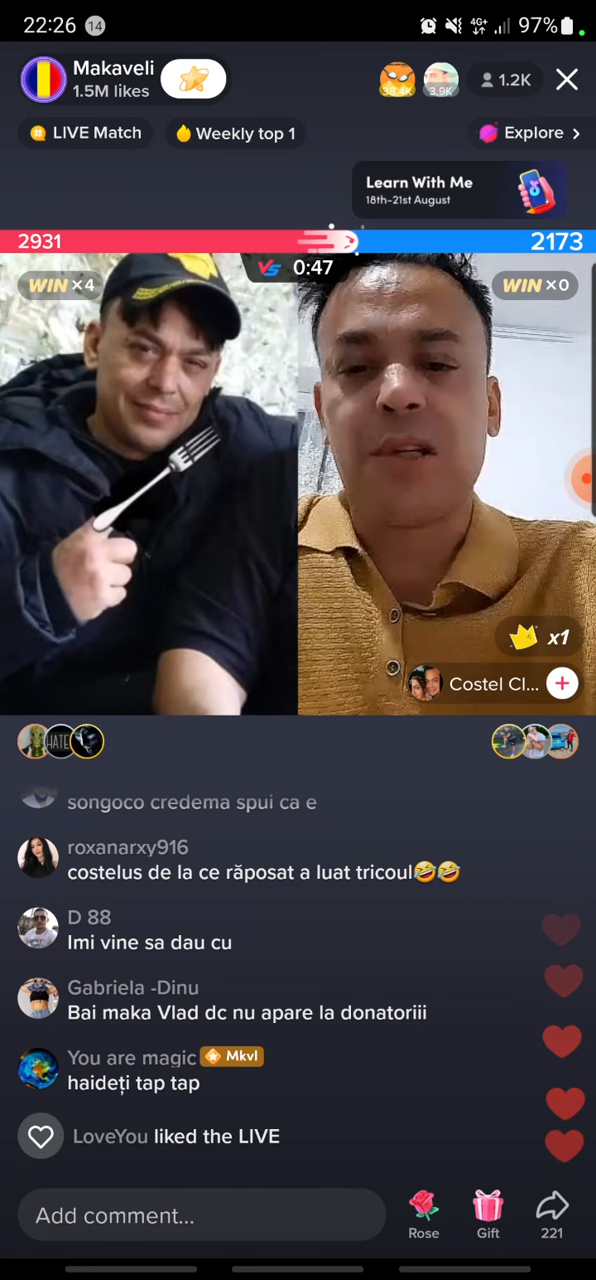 22:26 14 4G+ 97%
Makaveli
1.5M likes
38.4K 3.9K 1.2K
LIVE Match Weekly top 1 Explore
Learn With Me
18th-21st August
2931 2173
VS 0:47
WIN ×4 WIN ×0
x1
Costel Cl...
HATE
songoco credema spui ca e
roxanarxy916
costelus de la ce răposat a luat tricoul🤣🤣
D 88
Imi vine sa dau cu
Gabriela -Dinu
Bai maka Vlad dc nu apare la donatoriii
You are magic Mkvl
haideți tap tap
LoveYou liked the LIVE
Add comment...
Rose Gift 221